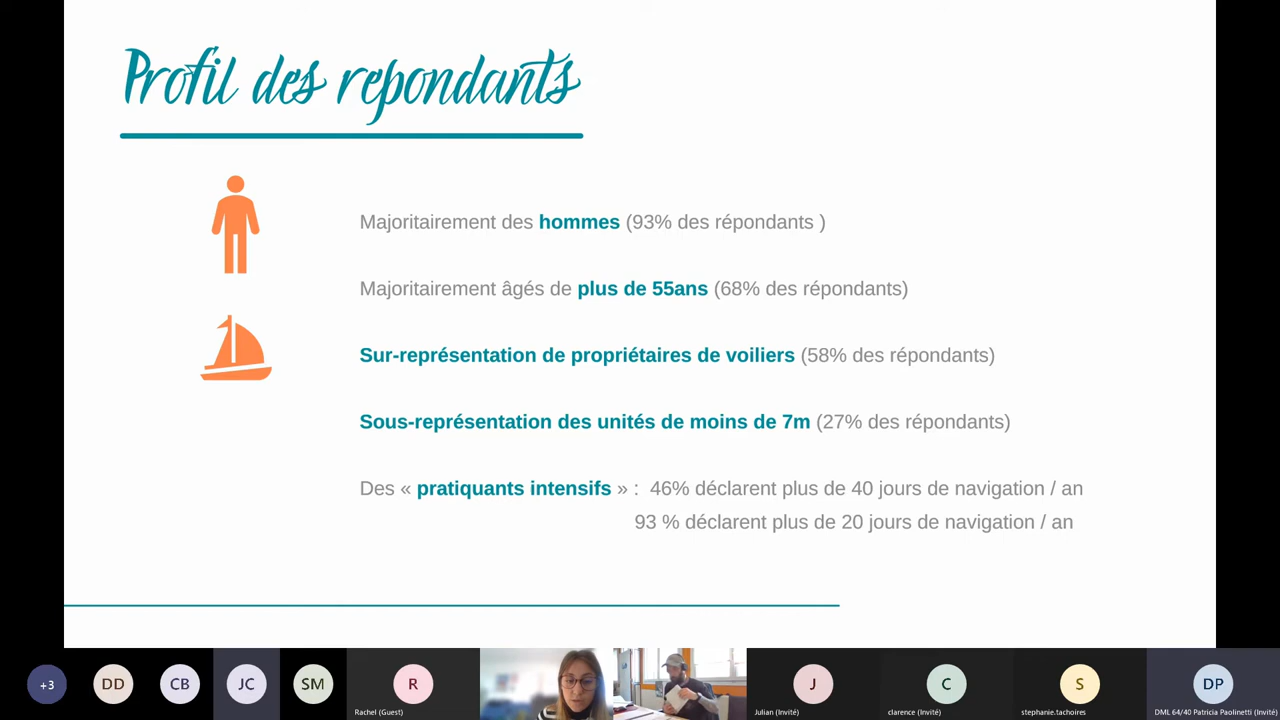 Profil des repondants
Majoritairement des hommes (93% des répondants )
Majoritairement âgés de plus de 55ans (68% des répondants)
Sur-représentation de propriétaires de voiliers (58% des répondants)
Sous-représentation des unités de moins de 7m (27% des répondants)
Des « pratiquants intensifs » : 46% déclarent plus de 40 jours de navigation / an
93 % déclarent plus de 20 jours de navigation / an
+3
DD
CB
JC
SM
R
J
C
S
DP
Rachel (Guest)
Julian (Invité)
clarence (Invité)
stephanie.tachoires
DML 64/40 Patricia Paolinetti (Invité)